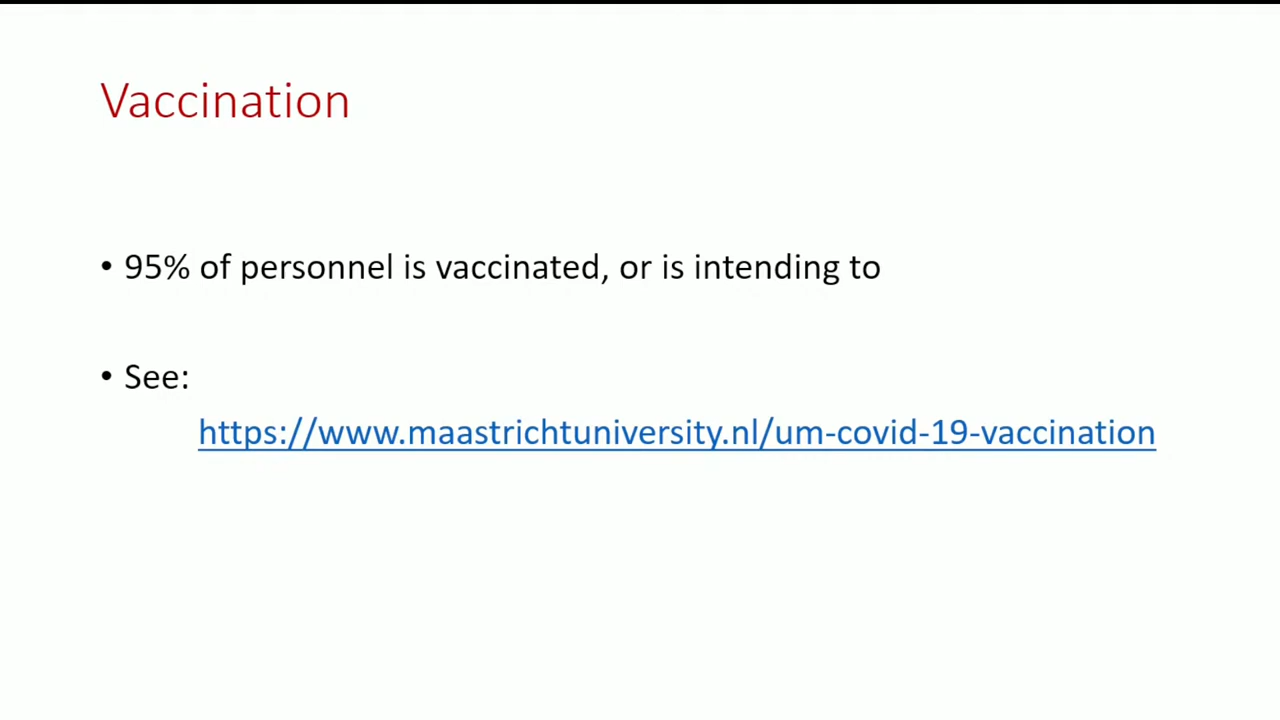 Vaccination
• 95% of personnel is vaccinated, or is intending to
• See:
https://www.maastrichtuniversity.nl/um-covid-19-vaccination